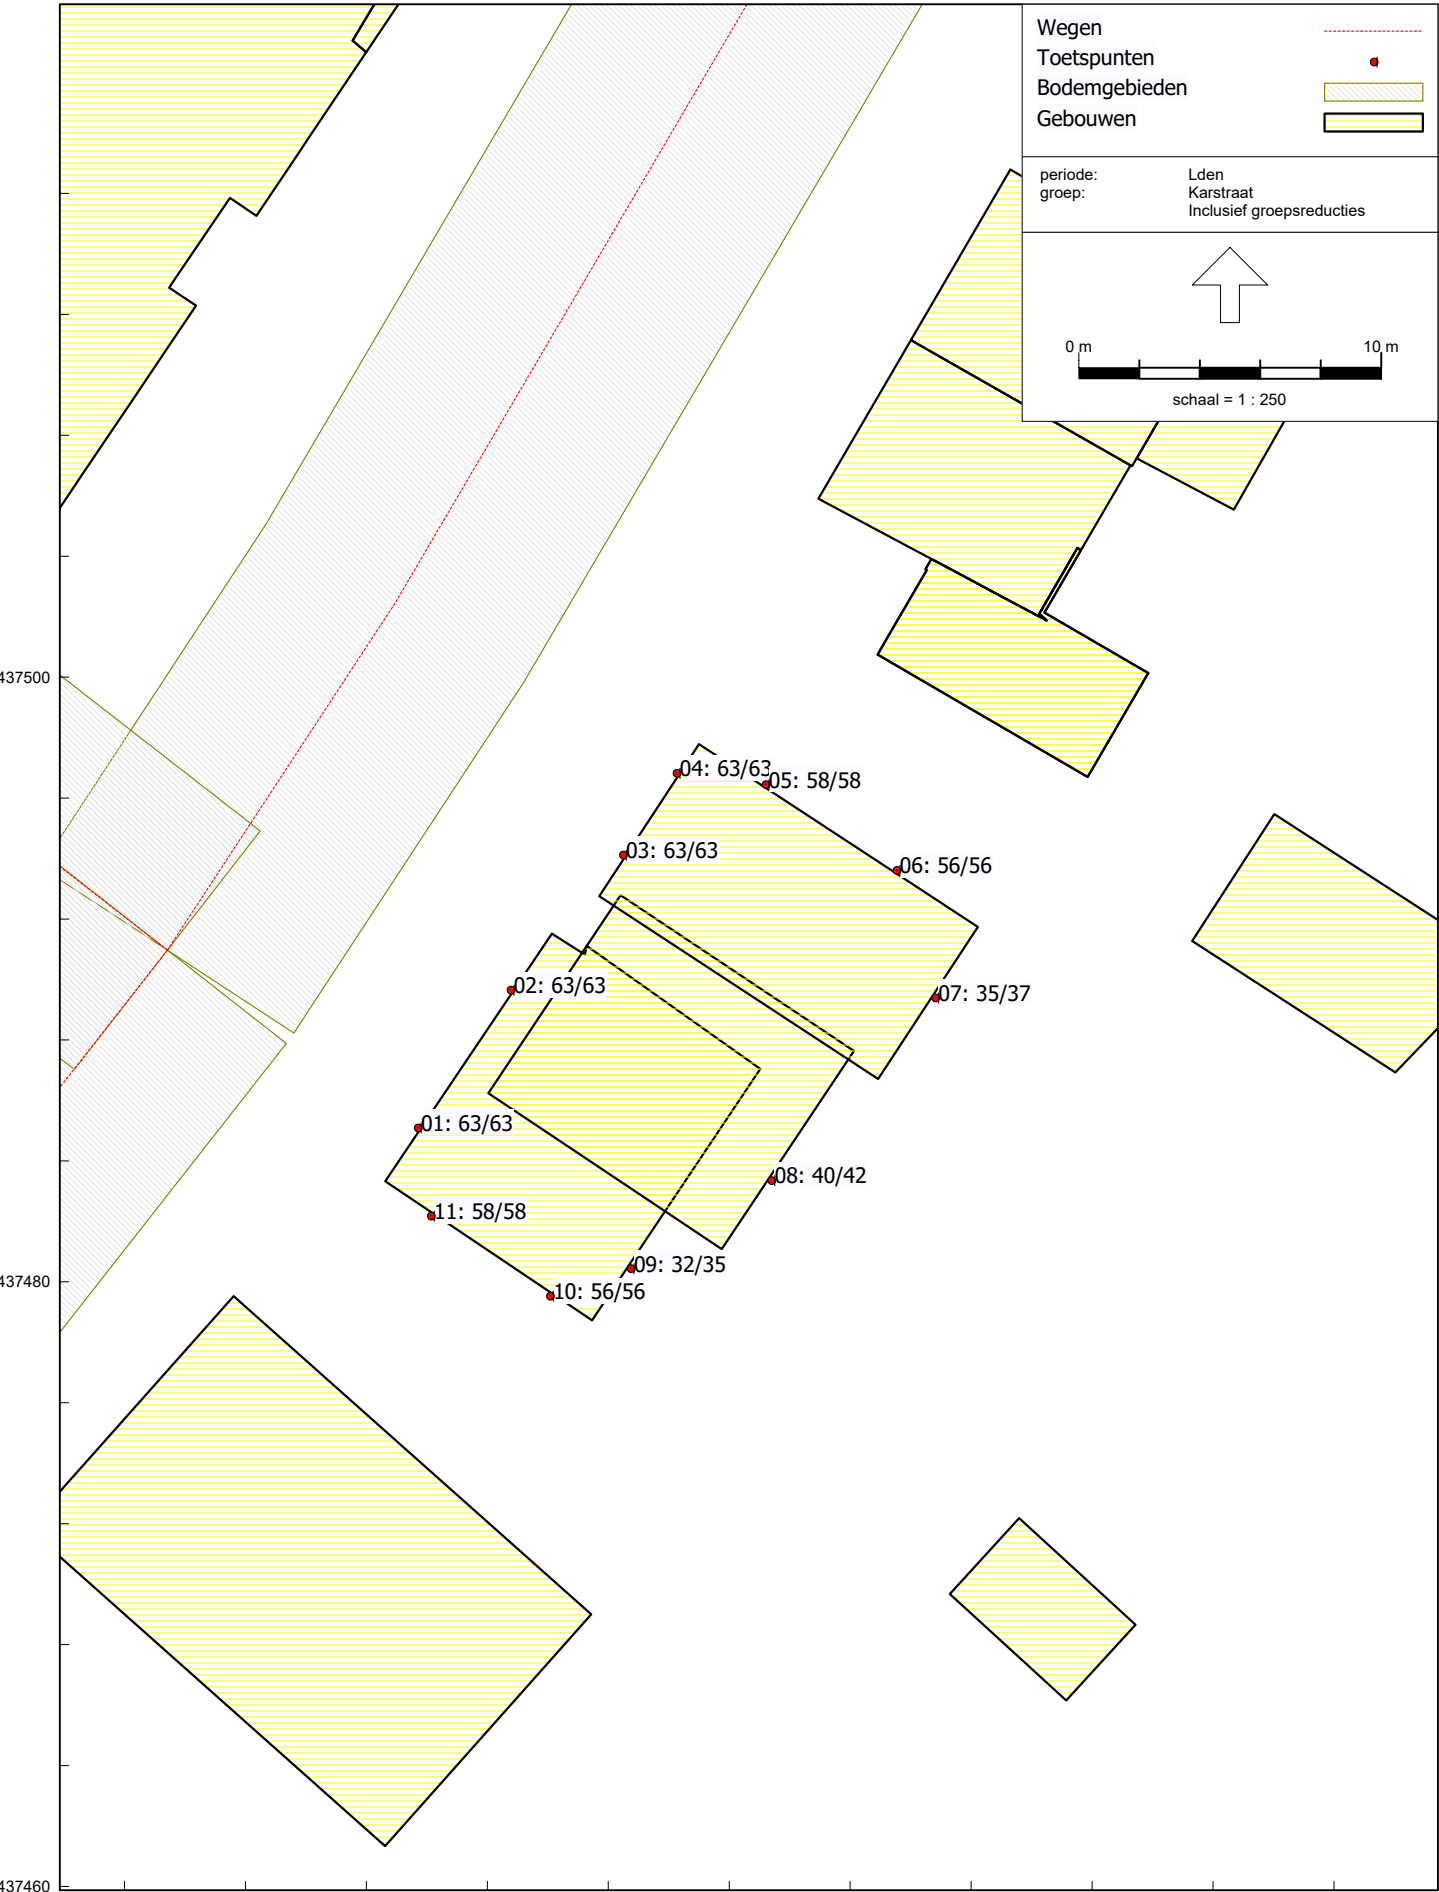 Wegen
Toetspunten
Bodemgebieden
Gebouwen
periode: Lden
groep: Karstraat
Inclusief groepsreducties
0 m 10 m
schaal = 1 : 250
437500
04: 63/63
05: 58/58
03: 63/63
06: 56/56
02: 63/63
07: 35/37
01: 63/63
08: 40/42
11: 58/58
09: 32/35
437480
10: 56/56
437460